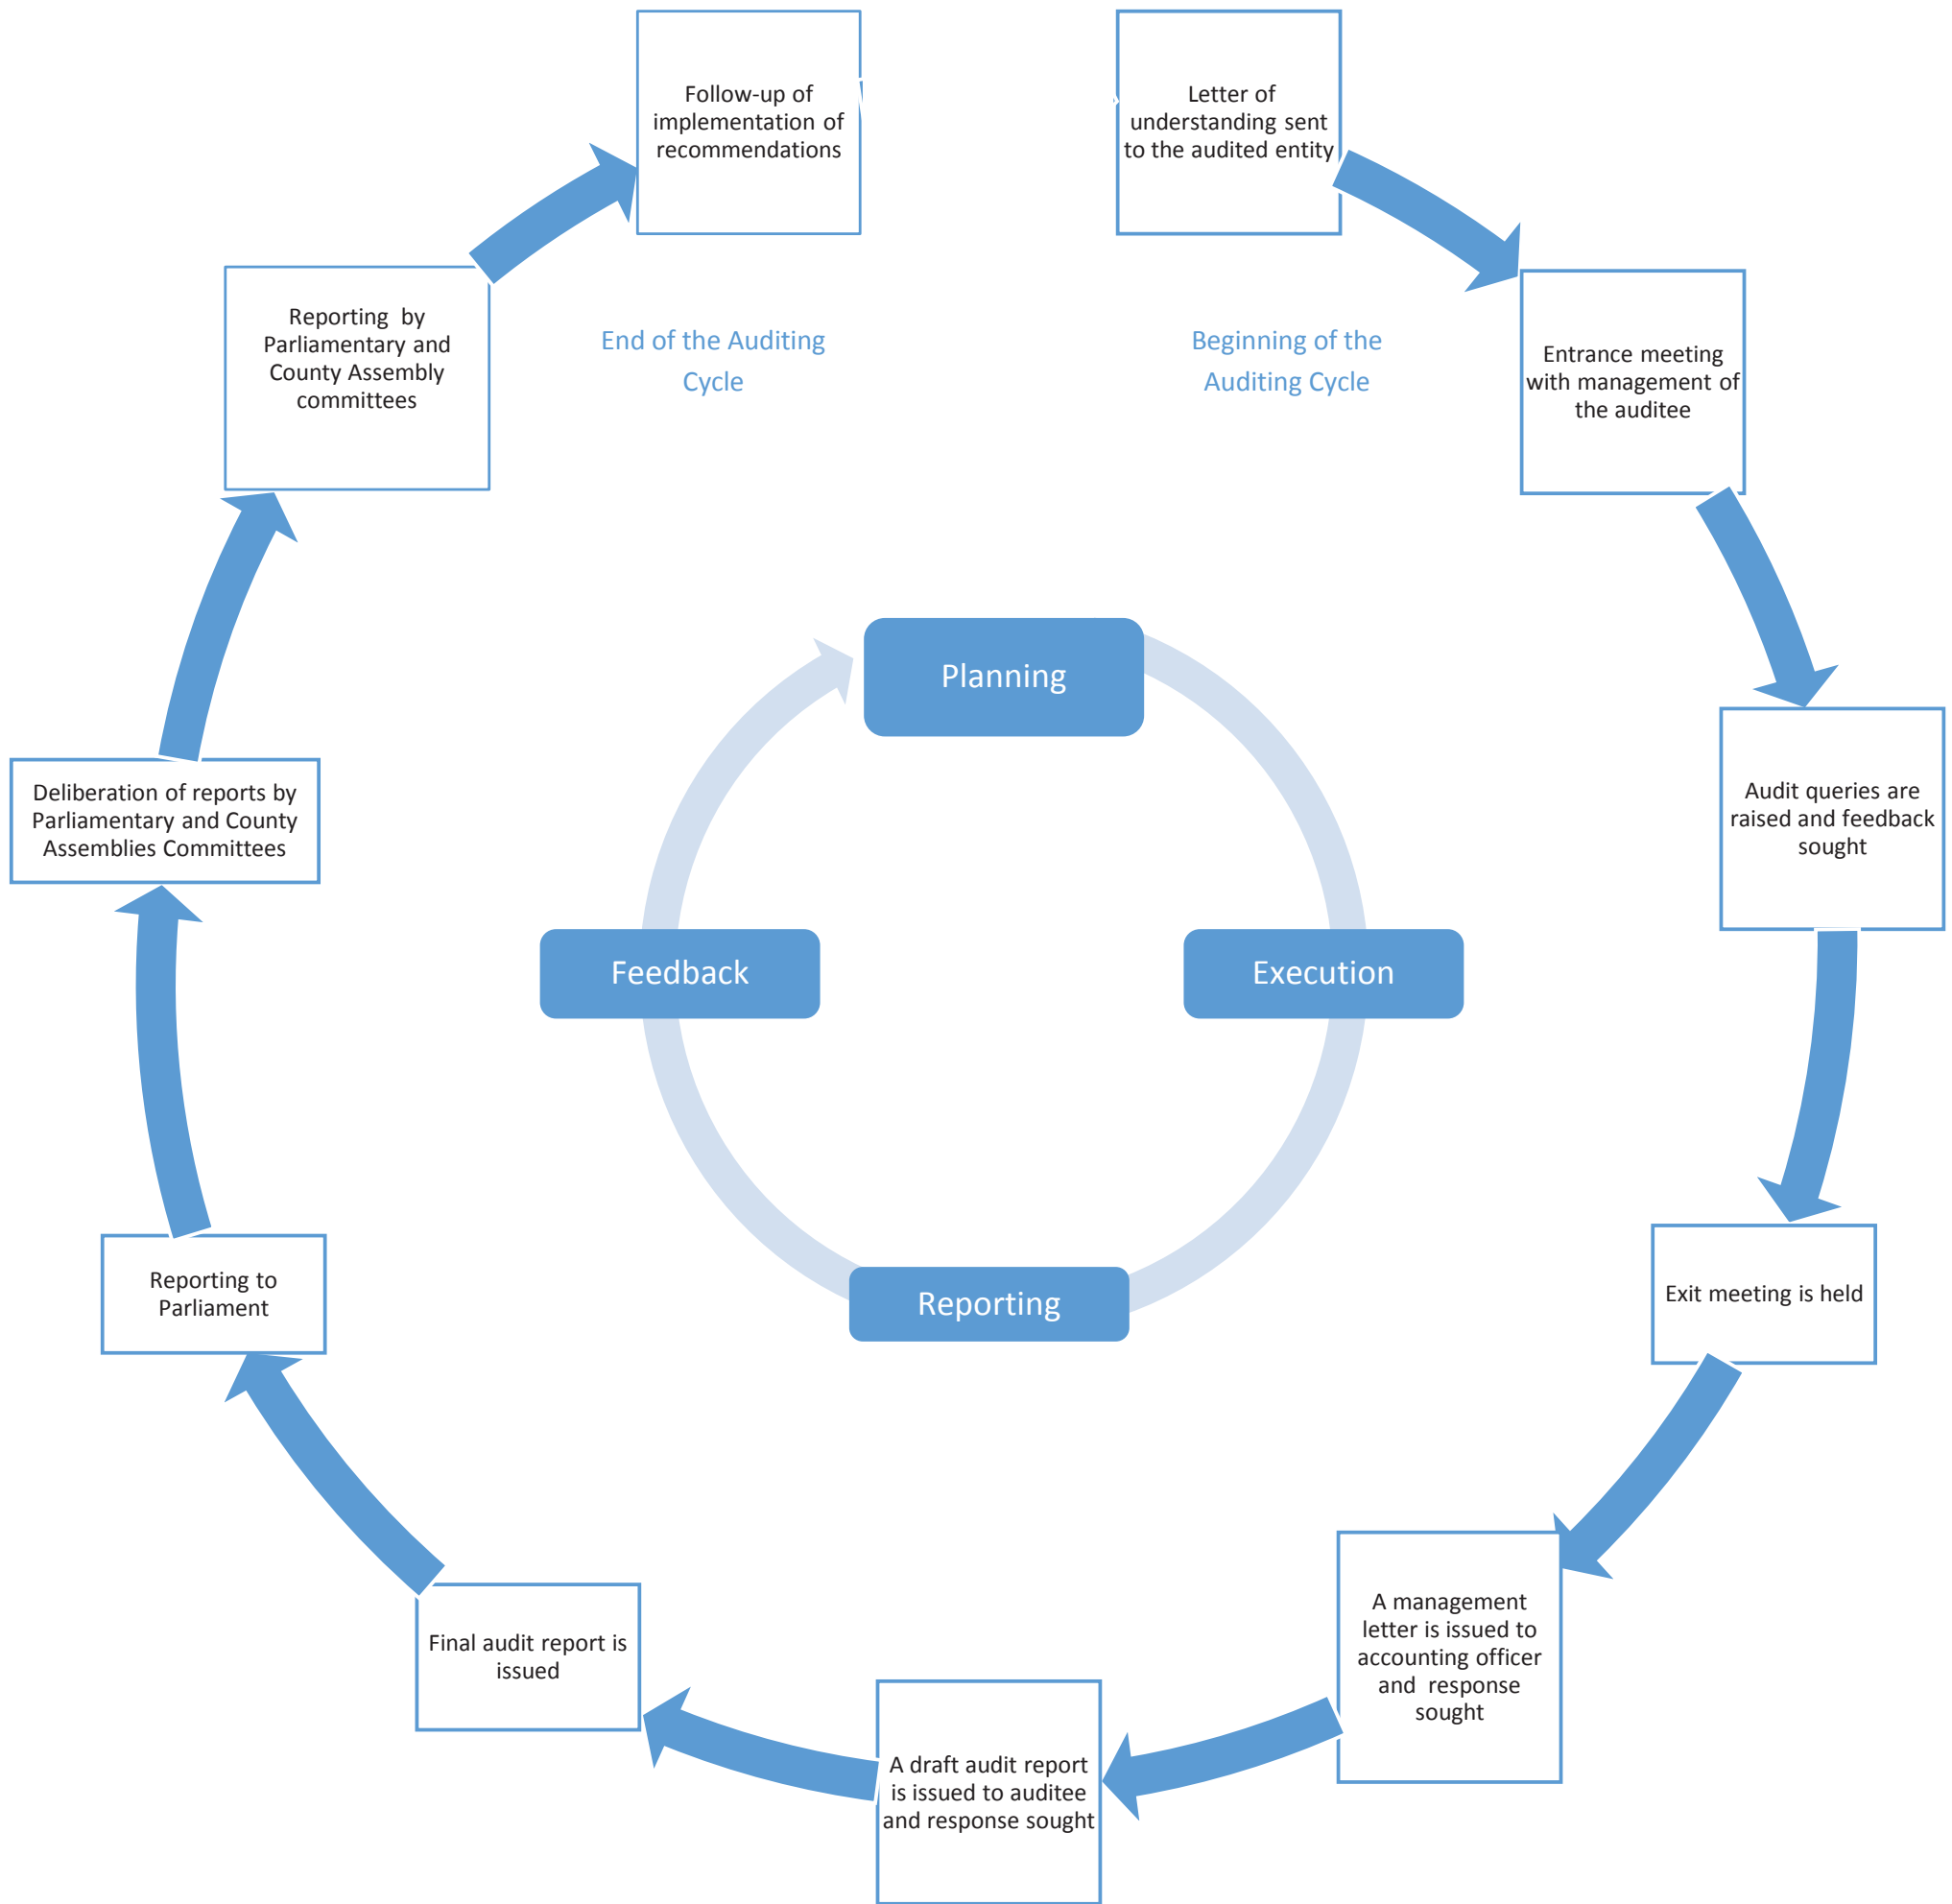 Letter of
understanding sent
to the audited entity
Entrance meeting
with management of
the auditee
Audit queries are
raised and feedback
sought
Exit meeting is held
A management
letter is issued to
accounting officer
and response
sought
A draft audit report
is issued to auditee
and response sought
Final audit report is
issued
Reporting to
Parliament
Deliberation of reports by
Parliamentary and County
Assemblies Committees
Reporting by
Parliamentary and
County Assembly
committees
Follow-up of
implementation of
recommendations
End of the Auditing
Cycle
Beginning of the
Auditing Cycle
Planning
Execution
Reporting
Feedback